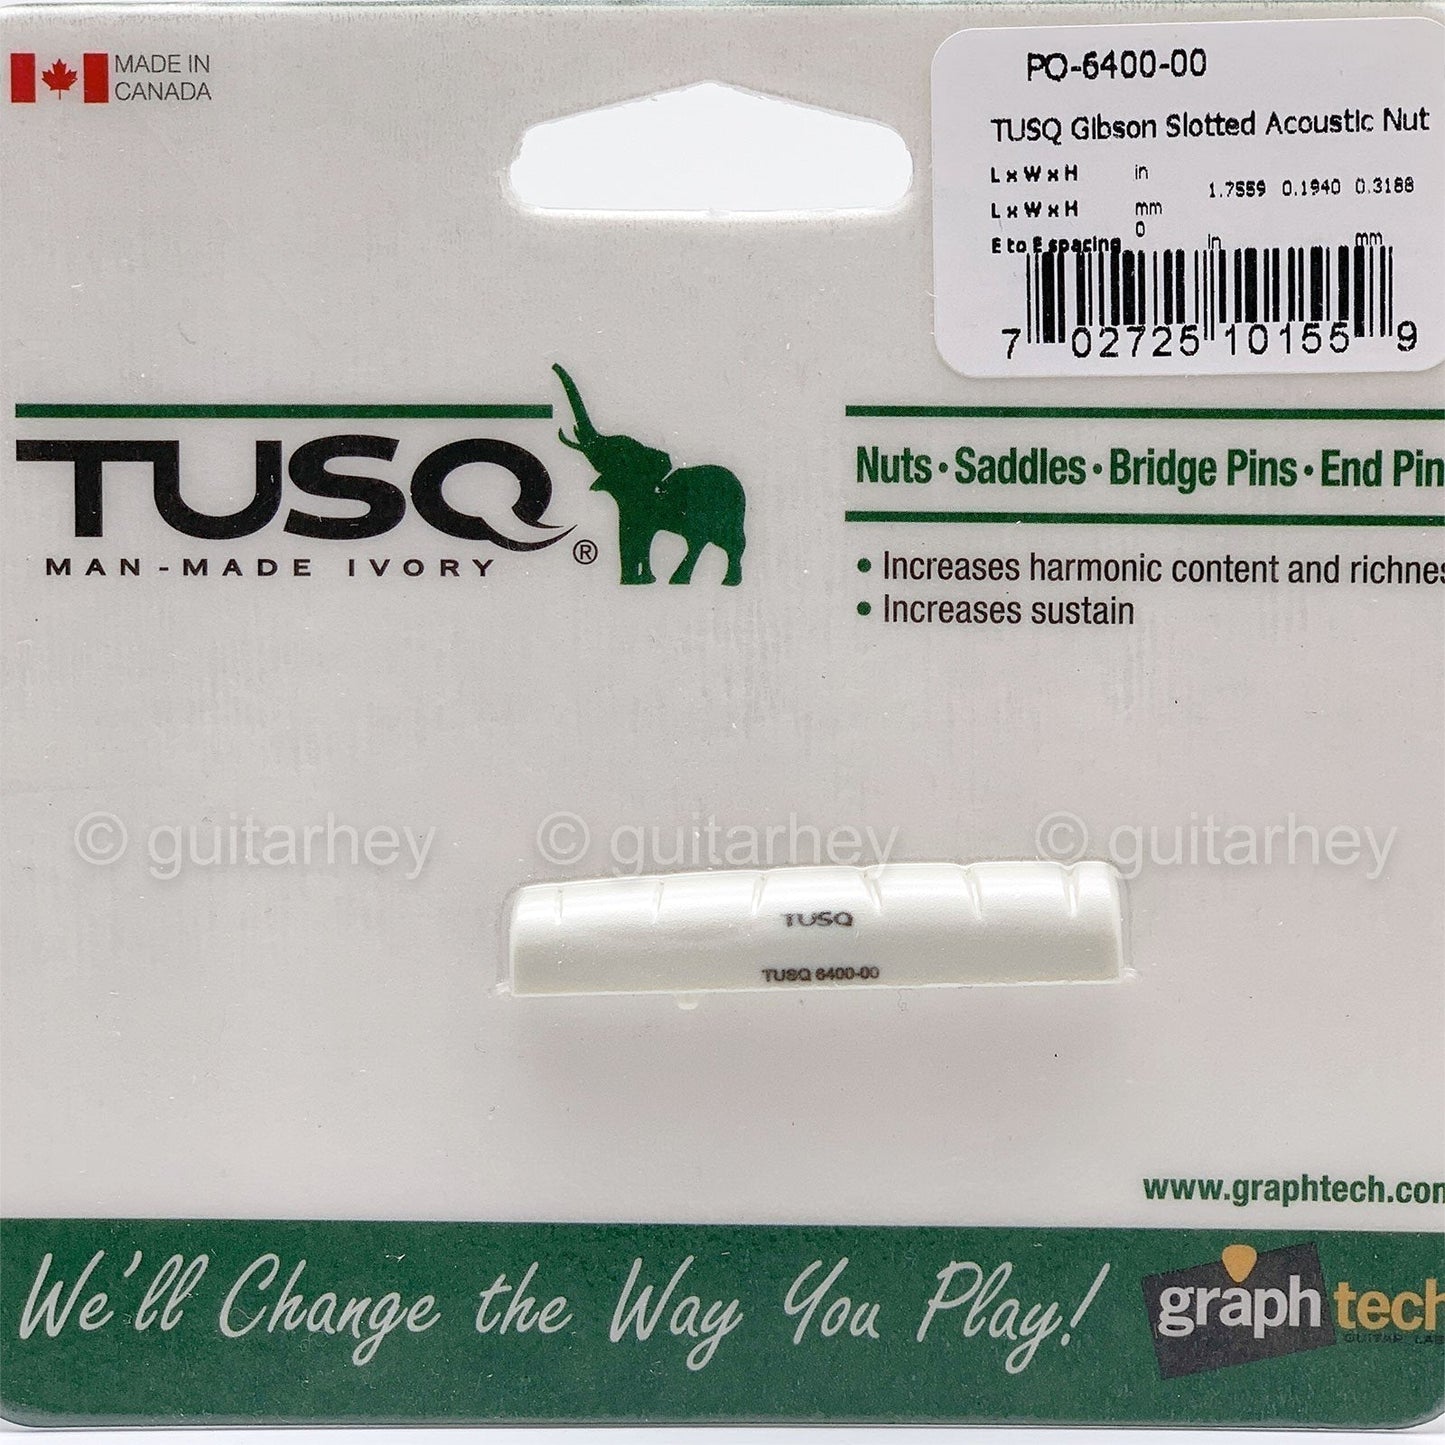 MADE IN
CANADA
PQ-6400-00
TUSQ Gibson Slotted Acoustic Nut
L x W x H in 1.7559 0.1940 0.3188
L x W x H mm
0
E to E spacing in mm
7 02725 10155 9
TUSQ
MAN-MADE IVORY ®
Nuts • Saddles • Bridge Pins • End Pin
• Increases harmonic content and richnes
• Increases sustain
© guitarhey © guitarhey © guitarhey
TUSQ
TUSQ 6400-00
www.graphtech.com
We'll Change the Way You Play!
graph tech
GUITAR LAB